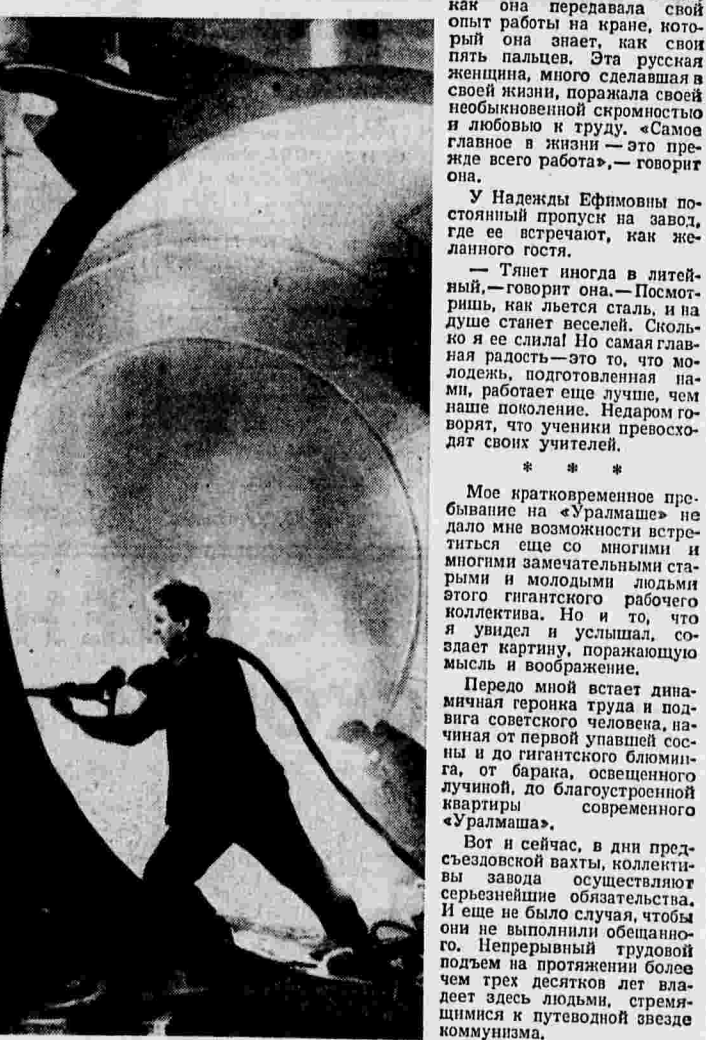 как она передавала свой
опыт работы на кране, кото-
рый она знает, как свои
пять пальцев. Эта русская
женщина, много сделавшая в
своей жизни, поражала своей
необыкновенной скромностью
и любовью к труду. «Самое
главное в жизни — это пре-
жде всего работа»,— говорит
она.
У Надежды Ефимовны по-
стоянный пропуск на завод,
где ее встречают, как же-
ланного гостя.
— Тянет иногда в литей-
ный,—говорит она.—Посмот-
ришь, как льется сталь, и на
душе станет веселей. Сколь-
ко я ее слила! Но самая глав-
ная радость—это то, что мо-
лодежь, подготовленная на-
ми, работает еще лучше, чем
наше поколение. Недаром го-
ворят, что ученики превосхо-
дят своих учителей.
* * *
Мое кратковременное пре-
бывание на «Уралмаше» не
дало мне возможности встре-
титься еще со многими и
многими замечательными ста-
рыми и молодыми людьми
этого гигантского рабочего
коллектива. Но и то, что
я увидел и услышал, со-
здает картину, поражающую
мысль и воображение.
Передо мной встает дина-
мичная героика труда и под-
вига советского человека, на-
чиная от первой упавшей сос-
ны и до гигантского блюмин-
га, от барака, освещенного
лучиной, до благоустроенной
квартиры современного
«Уралмаша».
Вот и сейчас, в дни пред-
съездовской вахты, коллекти-
вы завода осуществляют
серьезнейшие обязательства.
И еще не было случая, чтобы
они не выполнили обещанно-
го. Непрерывный трудовой
подъем на протяжении более
чем трех десятков лет вла-
деет здесь людьми, стремя-
щимися к путеводной звезде
коммунизма.